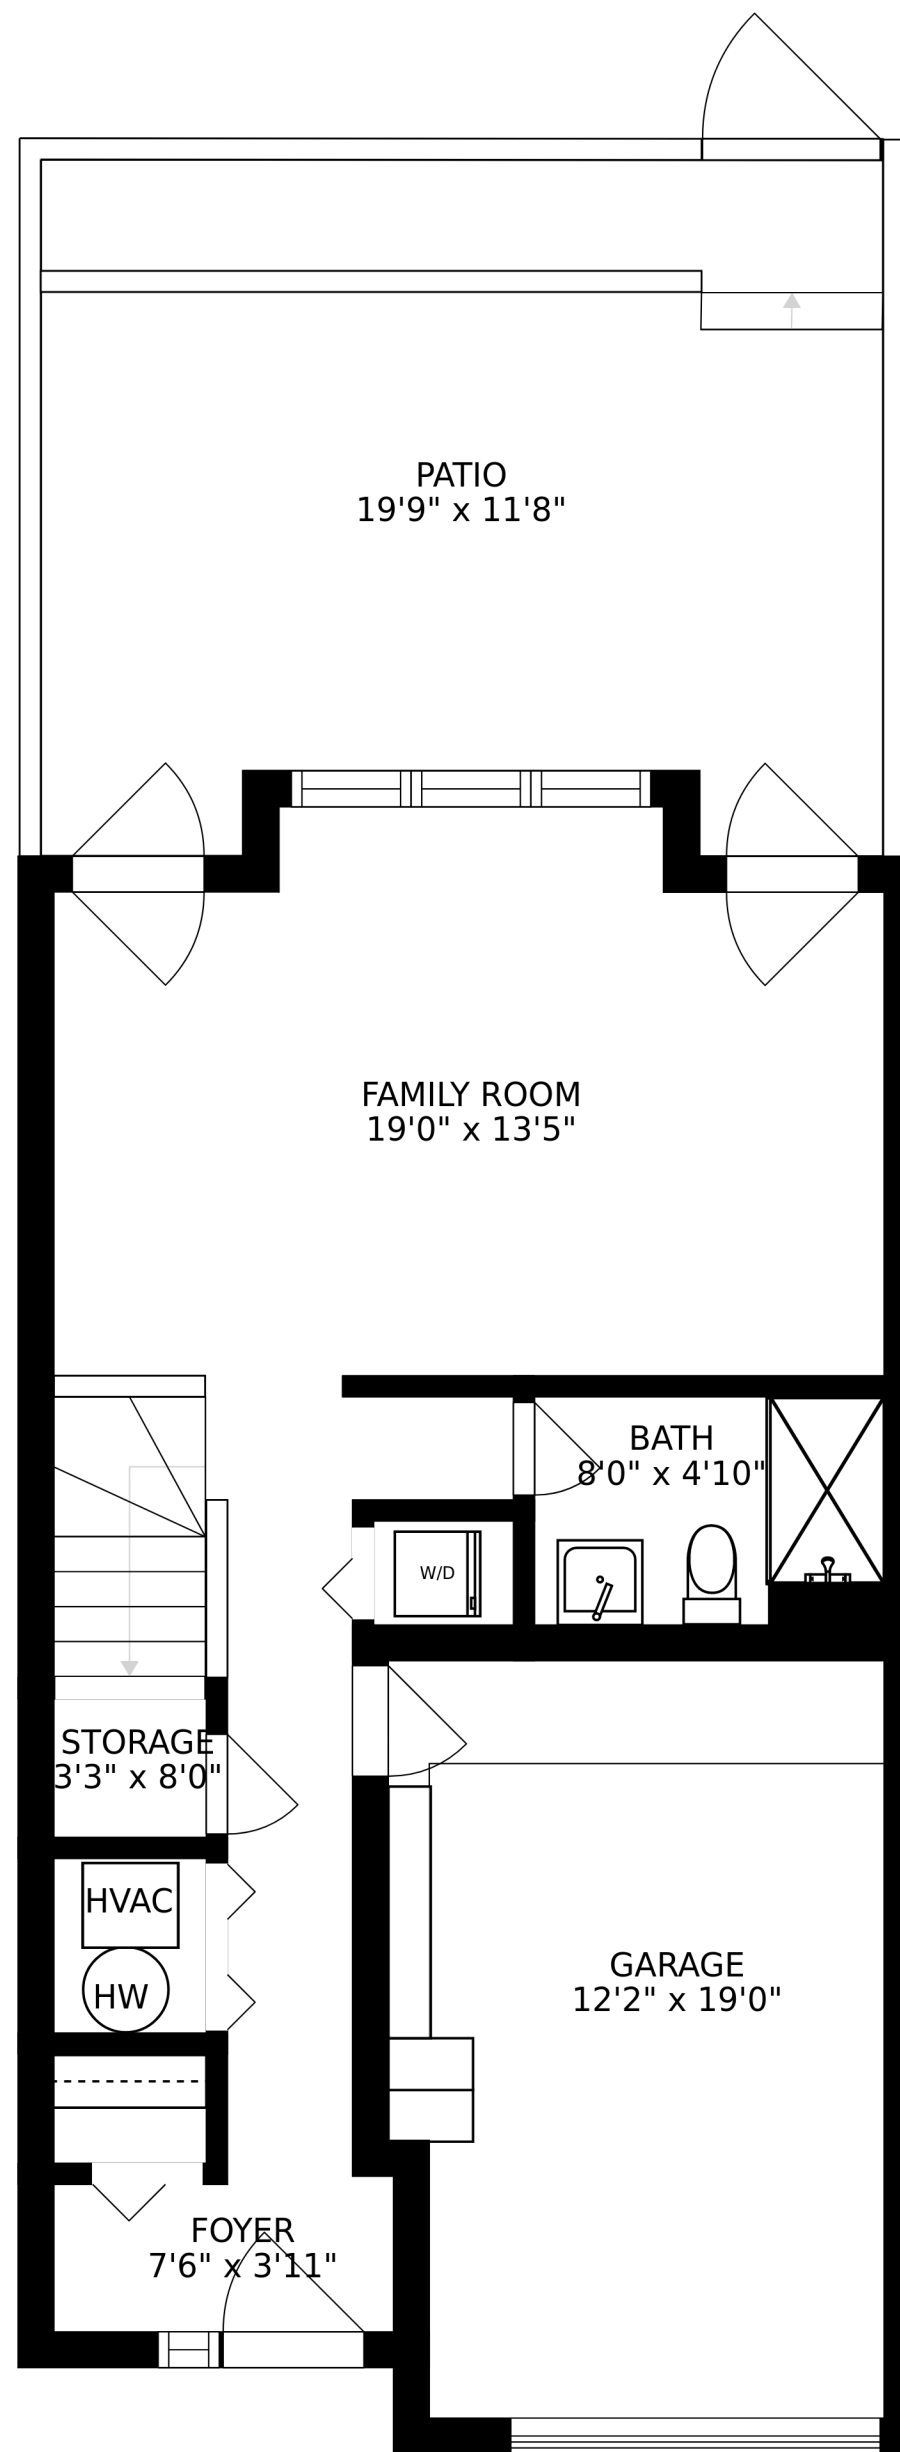 PATIO
19'9" x 11'8"
FAMILY ROOM
19'0" x 13'5"
BATH
8'0" x 4'10"
W/D
STORAGE
3'3" x 8'0"
HVAC
HW
GARAGE
12'2" x 19'0"
FOYER
7'6" x 3'11"